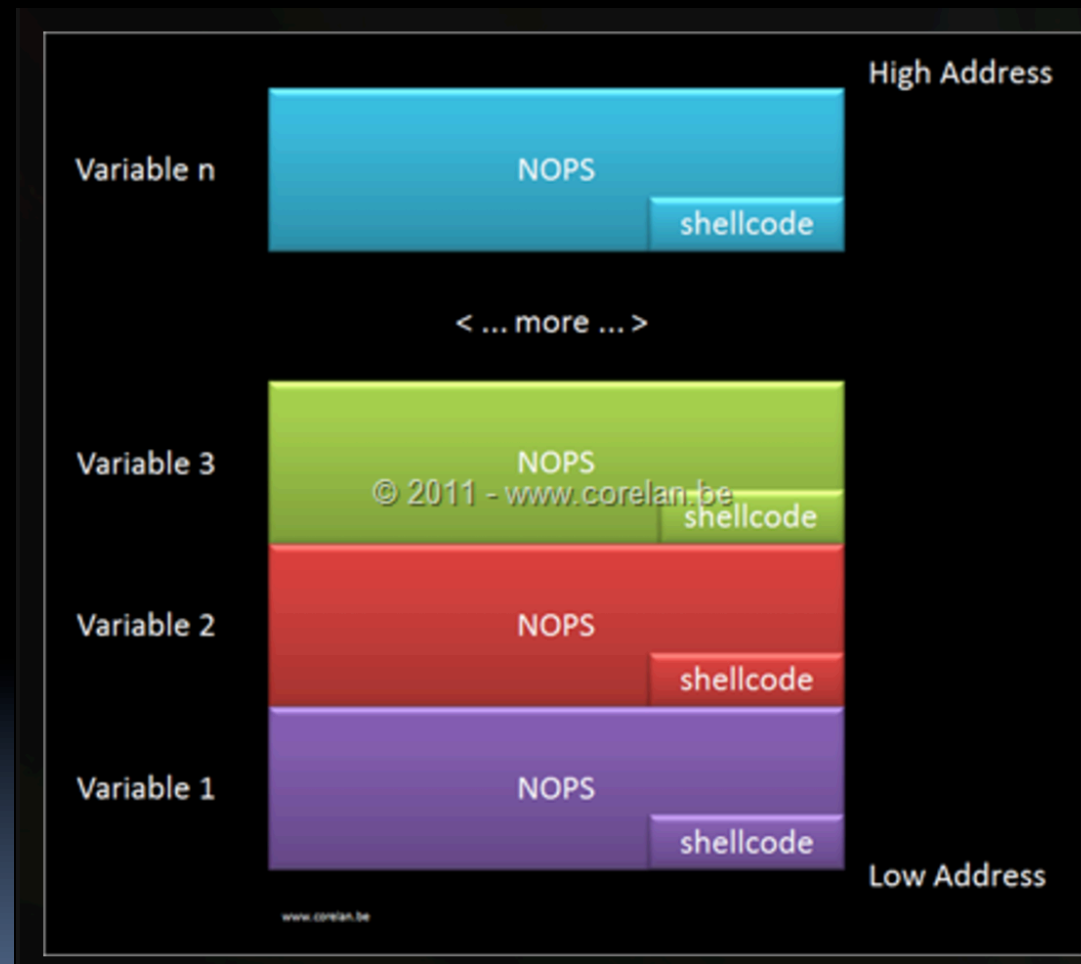 High Address
Variable n
NOPS
shellcode
< ... more ... >
Variable 3
NOPS
© 2011 - www.corelan.be
shellcode
Variable 2
NOPS
shellcode
Variable 1
NOPS
shellcode
Low Address
www.corelan.be